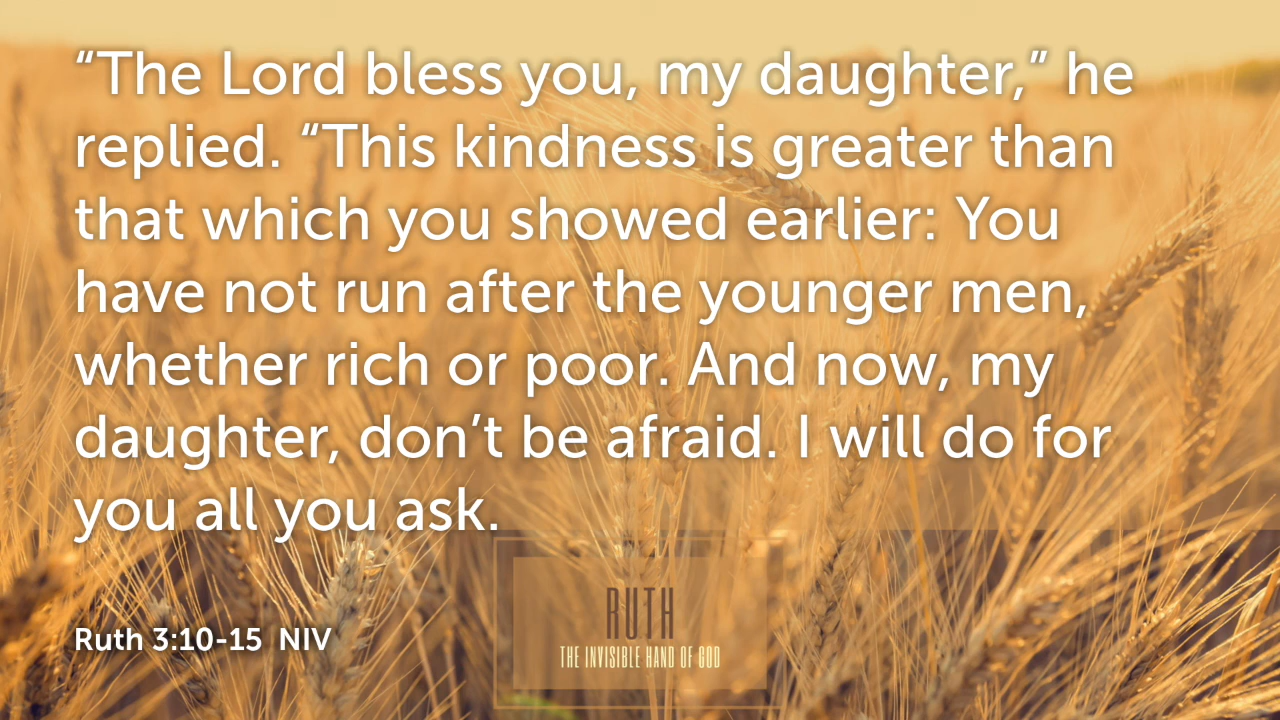 “The Lord bless you, my daughter,” he
replied. “This kindness is greater than
that which you showed earlier: You
have not run after the younger men,
whether rich or poor. And now, my
daughter, don’t be afraid. I will do for
you all you ask.
Ruth 3:10-15 NIV
RUTH
THE INVISIBLE HAND OF GOD